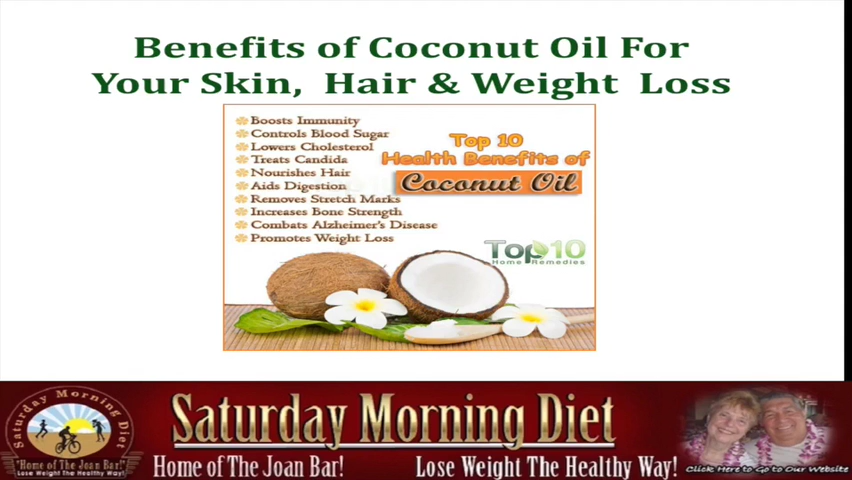 Benefits of Coconut Oil For
Your Skin, Hair & Weight Loss
Boosts Immunity
Controls Blood Sugar
Lowers Cholesterol
Treats Candida
Nourishes Hair
Aids Digestion
Removes Stretch Marks
Increases Bone Strength
Combats Alzheimer's Disease
Promotes Weight Loss
Top 10
Health Benefits of
Coconut Oil
Top10
Home Remedies
Saturday Morning Diet
"Home of The Joan Bar!"
Lose Weight The Healthy Way!
Saturday Morning Diet
Home of The Joan Bar! Lose Weight The Healthy Way!
Click Here to Go to Our Website